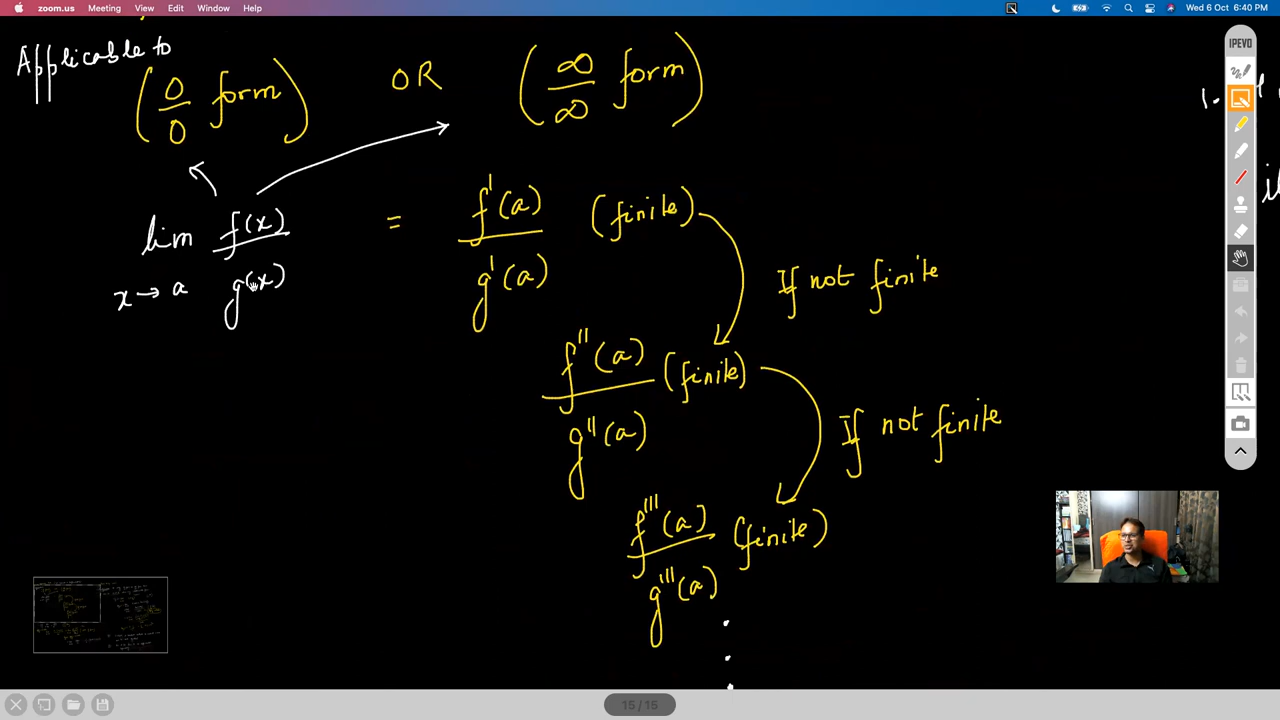 zoom.us Meeting View Edit Window Help Wed 6 Oct 6:40 PM
Applicable to
(0/0 form) OR (∞/∞ form)
lim f(x)/g(x) = f'(a)/g'(a) (finite)
x → a
If not finite
f''(a)/g''(a) (finite)
If not finite
f'''(a)/g'''(a) (finite)
.
.
.
IPEVO
1.
15/15